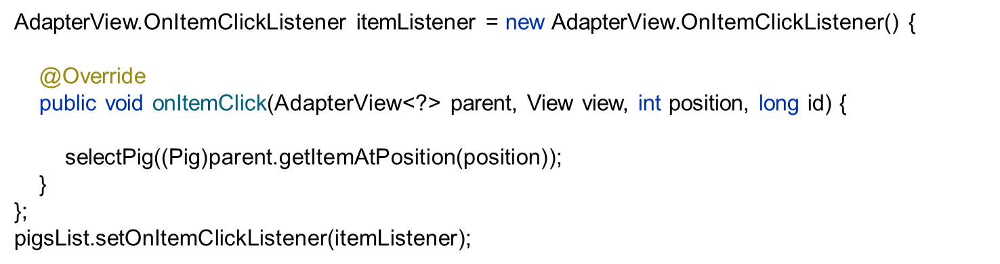 AdapterView.OnItemClickListener itemListener = new AdapterView.OnItemClickListener() {
@Override
public void onItemClick(AdapterView<?> parent, View view, int position, long id) {
selectPig((Pig)parent.getItemAtPosition(position));
}
};
pigsList.setOnItemClickListener(itemListener);